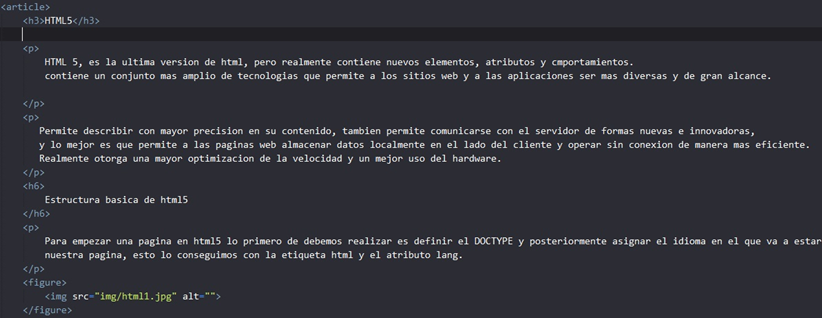 <article>
<h3>HTML5</h3>
<p>
HTML 5, es la ultima version de html, pero realmente contiene nuevos elementos, atributos y cmportamientos.
contiene un conjunto mas amplio de tecnologias que permite a los sitios web y a las aplicaciones ser mas diversas y de gran alcance.
</p>
<p>
Permite describir con mayor precision en su contenido, tambien permite comunicarse con el servidor de formas nuevas e innovadoras,
y lo mejor es que permite a las paginas web almacenar datos localmente en el lado del cliente y operar sin conexion de manera mas eficiente.
Realmente otorga una mayor optimizacion de la velocidad y un mejor uso del hardware.
</p>
<h6>
Estructura basica de html5
</h6>
<p>
Para empezar una pagina en html5 lo primero de debemos realizar es definir el DOCTYPE y posteriormente asignar el idioma en el que va a estar
nuestra pagina, esto lo conseguimos con la etiqueta html y el atributo lang.
</p>
<figure>
<img src="img/html1.jpg" alt="">
</figure>